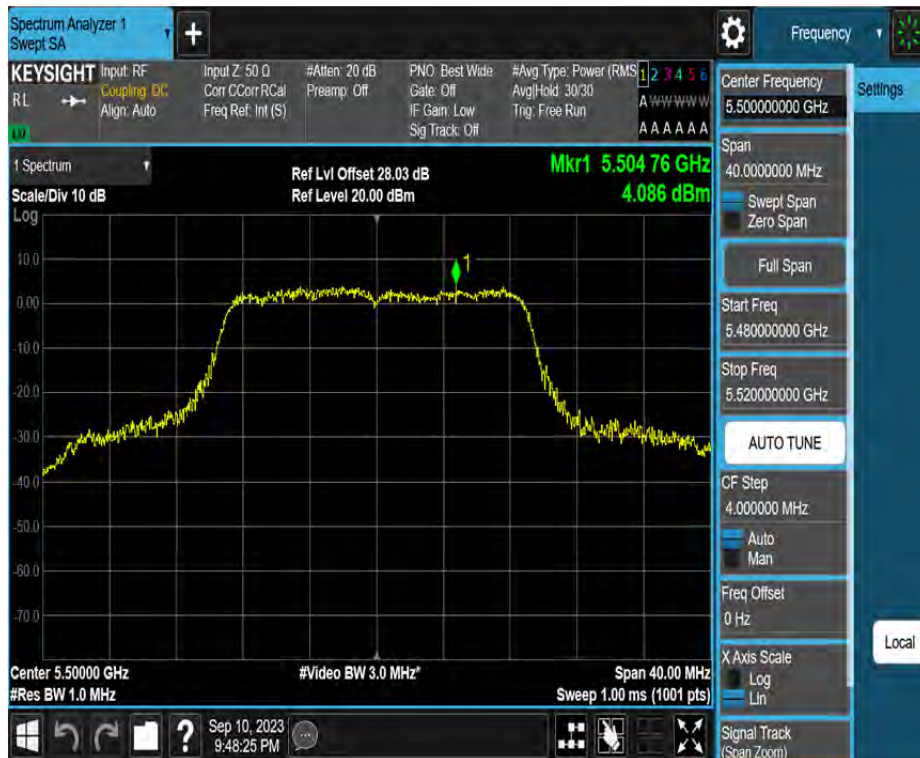 Spectrum Analyzer 1
Swept SA
Frequency
KEYSIGHT
RL
Input: RF
Coupling: DC
Align: Auto
Input Z: 50 Ω
Corr CCorr RCal
Freq Ref: Int (S)
#Atten: 20 dB
Preamp: Off
PNO: Best Wide
Gate: Off
IF Gain: Low
Sig Track: Off
#Avg Type: Power (RMS
Avg|Hold: 30/30
Trig: Free Run
1 2 3 4 5 6
A W W W W W
A A A A A A
Center Frequency
5.500000000 GHz
Settings
Span
40.0000000 MHz
Swept Span
Zero Span
Full Span
Start Freq
5.480000000 GHz
Stop Freq
5.520000000 GHz
AUTO TUNE
CF Step
4.000000 MHz
Auto
Man
Freq Offset
0 Hz
X Axis Scale
Log
Lin
Signal Track
(Span Zoom)
Local
1 Spectrum
Scale/Div 10 dB
Ref Lvl Offset 28.03 dB
Ref Level 20.00 dBm
Mkr1 5.504 76 GHz
4.086 dBm
Log
1
10.0
0.00
-10.0
-20.0
-30.0
-40.0
-50.0
-60.0
-70.0
Center 5.50000 GHz
#Res BW 1.0 MHz
#Video BW 3.0 MHz*
Span 40.00 MHz
Sweep 1.00 ms (1001 pts)
Sep 10, 2023
9:48:25 PM